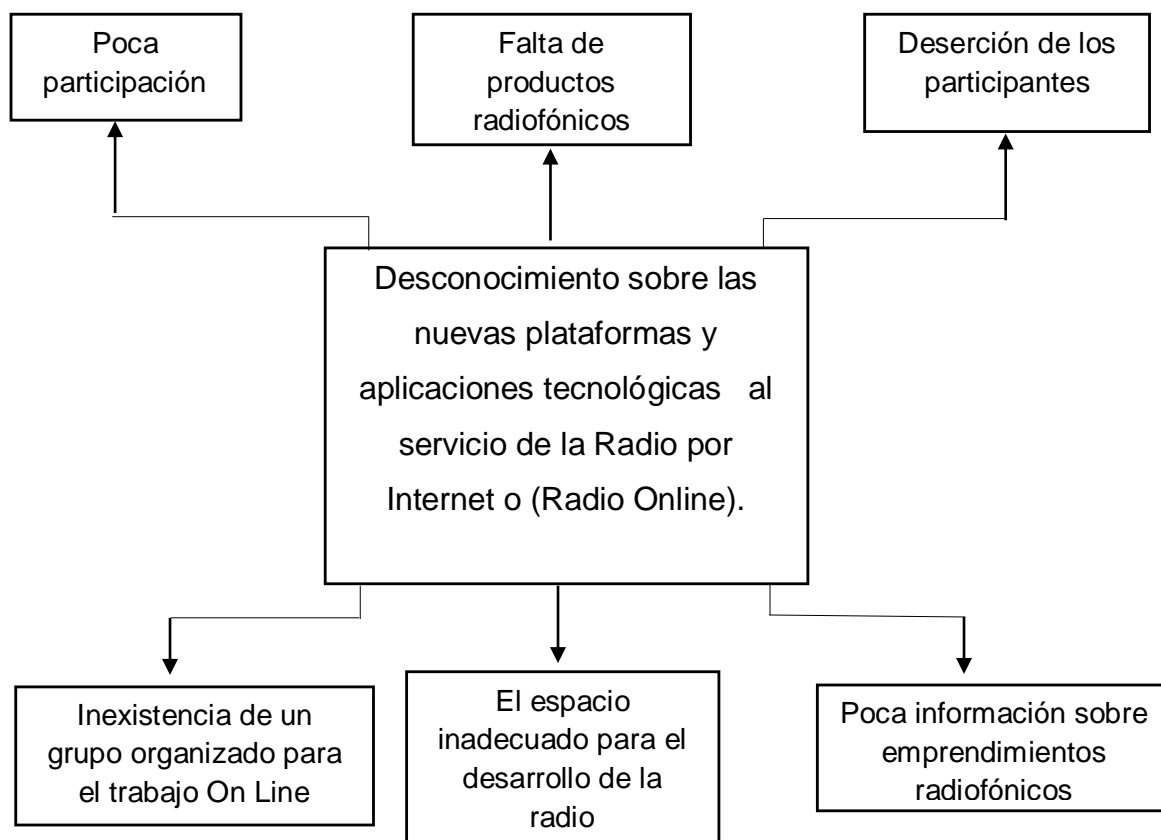 Poca
participación
Falta de
productos
radiofónicos
Deserción de los
participantes
Desconocimiento sobre las
nuevas plataformas y
aplicaciones tecnológicas al
servicio de la Radio por
Internet o (Radio Online).
Inexistencia de un
grupo organizado para
el trabajo On Line
El espacio
inadecuado para el
desarrollo de la
radio
Poca información sobre
emprendimientos
radiofónicos